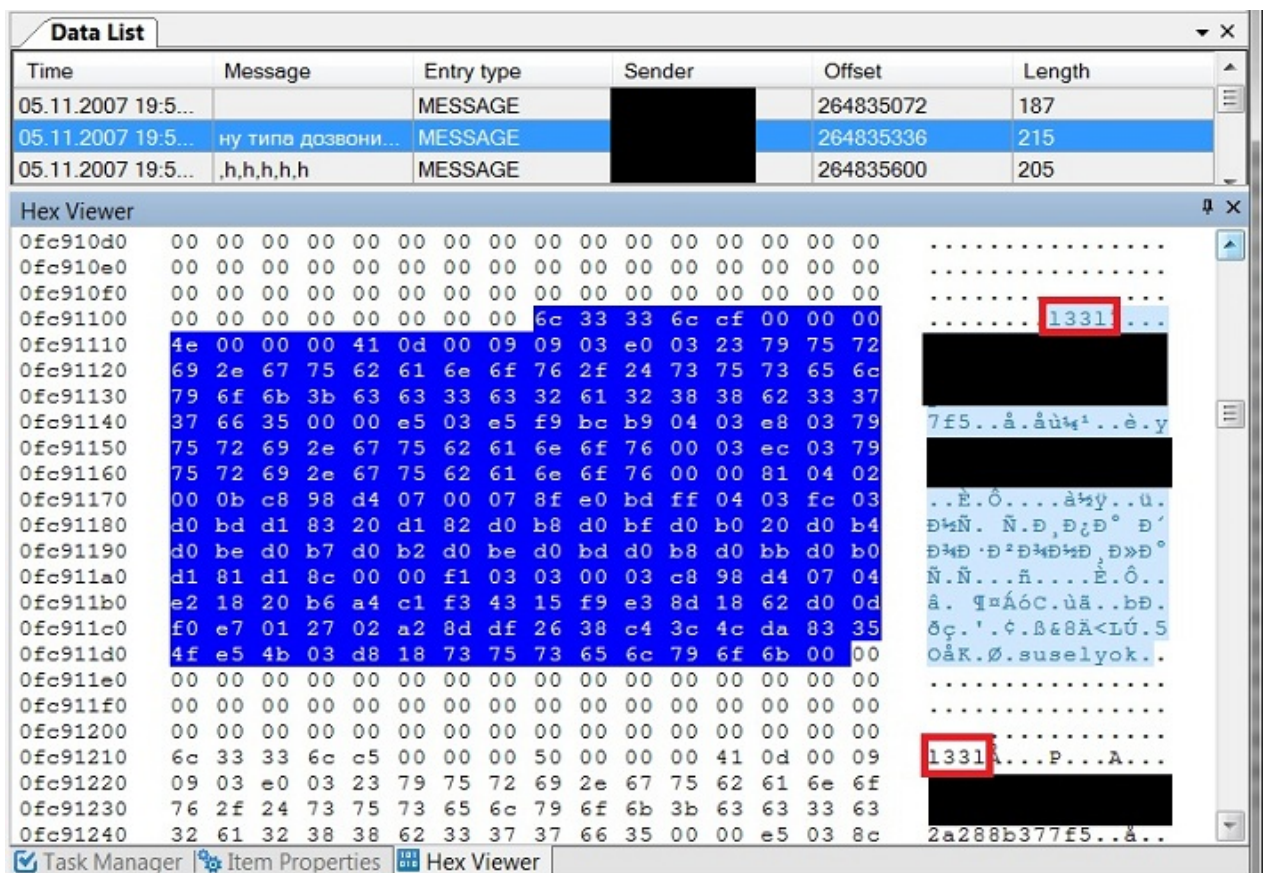 Data List
Time Message Entry type Sender Offset Length
05.11.2007 19:5... MESSAGE 264835072 187
05.11.2007 19:5... ну типа дозвони... MESSAGE 264835336 215
05.11.2007 19:5... ,h,h,h,h,h MESSAGE 264835600 205
Hex Viewer
0fc910d0 00 00 00 00 00 00 00 00 00 00 00 00 00 00 00 00 ................
0fc910e0 00 00 00 00 00 00 00 00 00 00 00 00 00 00 00 00 ................
0fc910f0 00 00 00 00 00 00 00 00 00 00 00 00 00 00 00 00 ................
0fc91100 00 00 00 00 00 00 00 00 6c 33 33 6c cf 00 00 00 ........l33lÏ...
0fc91110 4e 00 00 00 41 0d 00 09 09 03 e0 03 23 79 75 72
0fc91120 69 2e 67 75 62 61 6e 6f 76 2f 24 73 75 73 65 6c
0fc91130 79 6f 6b 3b 63 63 33 63 32 61 32 38 38 62 33 37
0fc91140 37 66 35 00 00 e5 03 e5 f9 bc b9 04 03 e8 03 79 7f5..å.åù¼¹..è.y
0fc91150 75 72 69 2e 67 75 62 61 6e 6f 76 00 03 ec 03 79
0fc91160 75 72 69 2e 67 75 62 61 6e 6f 76 00 00 81 04 02
0fc91170 00 0b c8 98 d4 07 00 07 8f e0 bd ff 04 03 fc 03 ..È.Ô....à½ÿ..ü.
0fc91180 d0 bd d1 83 20 d1 82 d0 b8 d0 bf d0 b0 20 d0 b4 Ð½Ñ. Ñ.Ð¸Ð¿Ð° Ð´
0fc91190 d0 be d0 b7 d0 b2 d0 be d0 bd d0 b8 d0 bb d0 b0 Ð¾Ð·Ð²Ð¾Ð½Ð¸Ð»Ð°
0fc911a0 d1 81 d1 8c 00 00 f1 03 03 00 03 c8 98 d4 07 04 Ñ.Ñ...ñ....È.Ô..
0fc911b0 e2 18 20 b6 a4 c1 f3 43 15 f9 e3 8d 18 62 d0 0d â. ¶¤ÁóC.ùã..bÐ.
0fc911c0 f0 e7 01 27 02 a2 8d df 26 38 c4 3c 4c da 83 35 ðç.'.¢.ß&8Ä<LÚ.5
0fc911d0 4f e5 4b 03 d8 18 73 75 73 65 6c 79 6f 6b 00 00 OåK.Ø.suselyok..
0fc911e0 00 00 00 00 00 00 00 00 00 00 00 00 00 00 00 00 ................
0fc911f0 00 00 00 00 00 00 00 00 00 00 00 00 00 00 00 00 ................
0fc91200 00 00 00 00 00 00 00 00 00 00 00 00 00 00 00 00 ................
0fc91210 6c 33 33 6c c5 00 00 00 50 00 00 00 41 0d 00 09 l33lÅ...P...A...
0fc91220 09 03 e0 03 23 79 75 72 69 2e 67 75 62 61 6e 6f
0fc91230 76 2f 24 73 75 73 65 6c 79 6f 6b 3b 63 63 33 63
0fc91240 32 61 32 38 38 62 33 37 37 66 35 00 00 e5 03 8c 2a288b377f5..å..
Task Manager Item Properties Hex Viewer